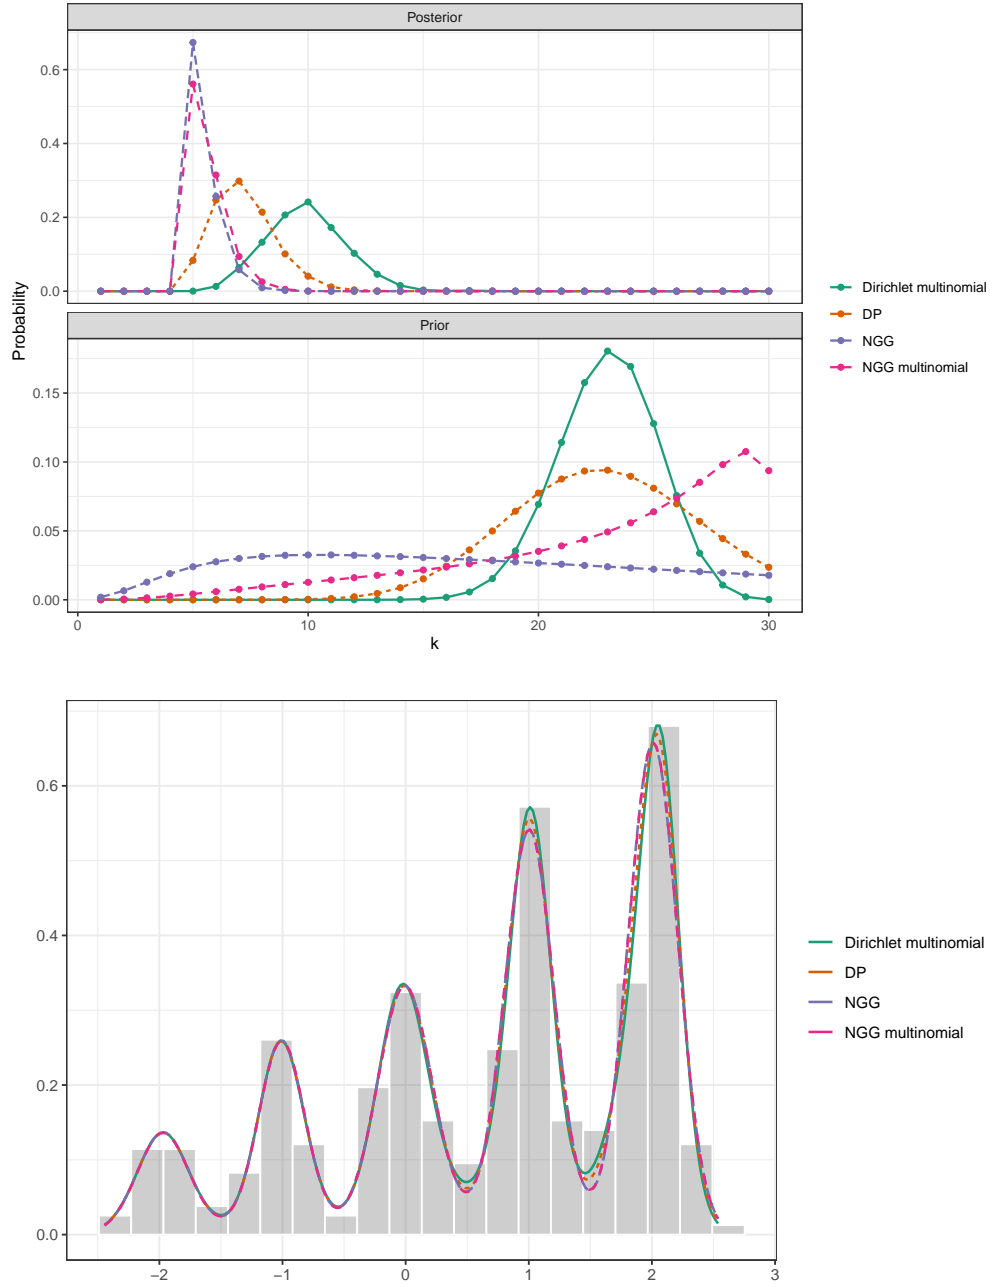 Posterior
0.6
0.4
0.2
0.0
Prior
0.15
0.10
0.05
0.00
0 10 20 30
k
Probability
Dirichlet multinomial
DP
NGG
NGG multinomial
0.6
0.4
0.2
0.0
−2 −1 0 1 2 3
Dirichlet multinomial
DP
NGG
NGG multinomial